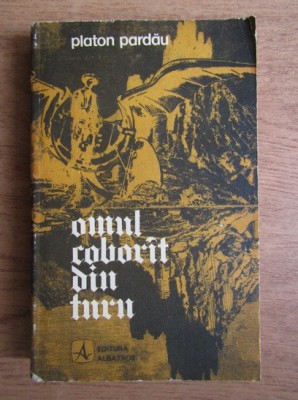 platon pardău
omul
coborît
din
turn
A
EDITURA
ALBATROS